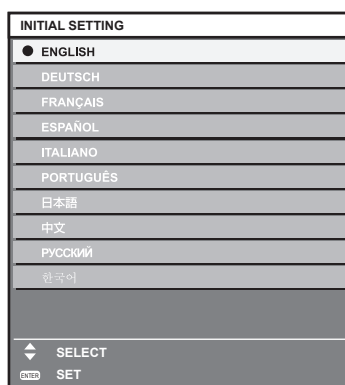 INITIAL SETTING
ENGLISH
DEUTSCH
FRANÇAIS
ESPAÑOL
ITALIANO
PORTUGUÊS
日本語
中文
РУССКИЙ
한국어
SELECT
ENTER SET